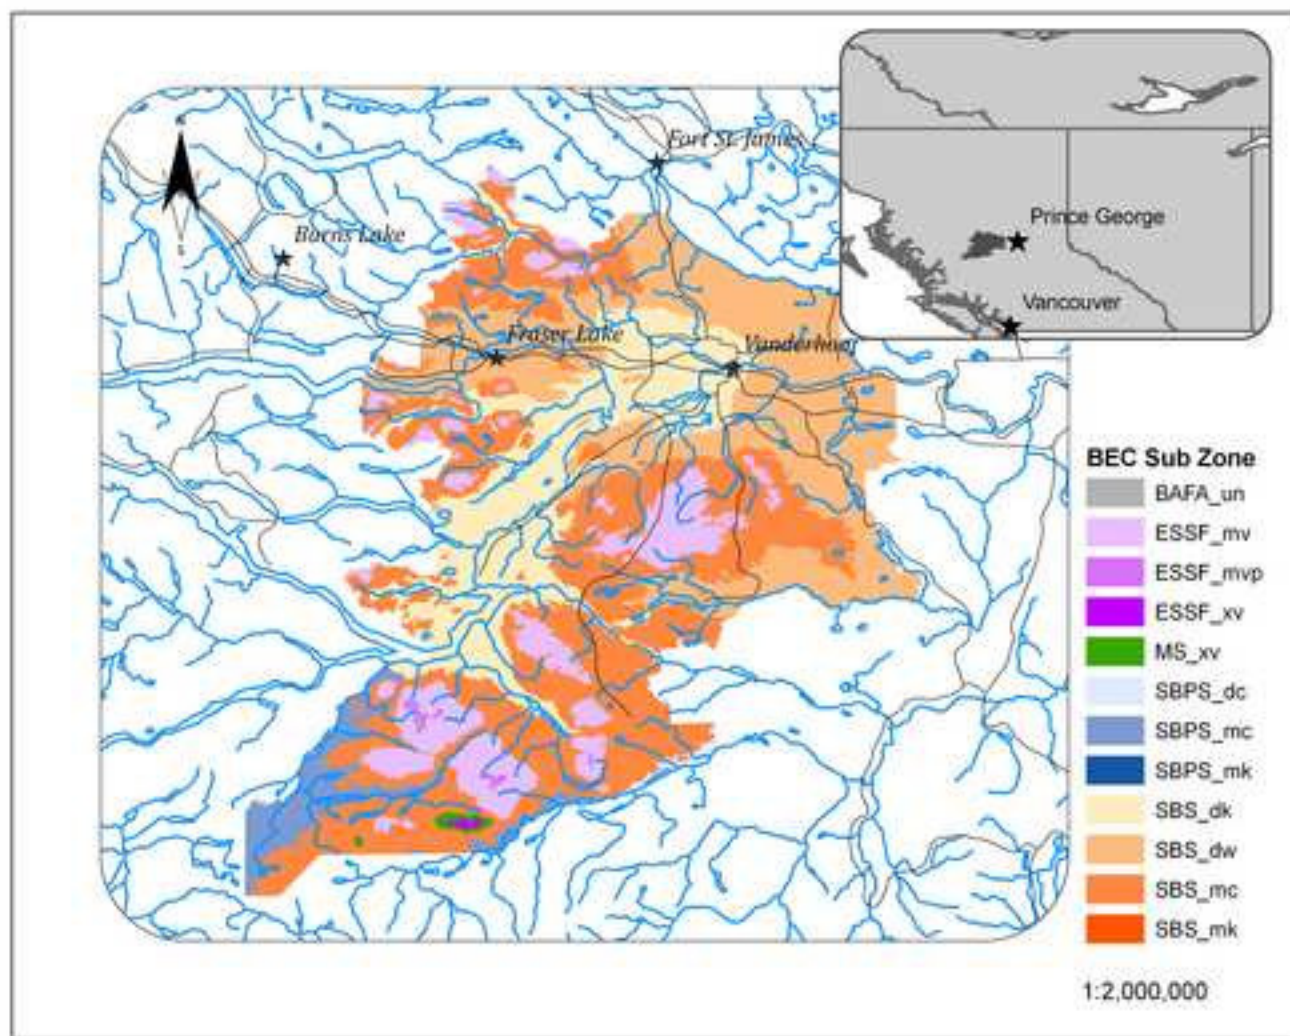 Fort St. James
Burns Lake
Prince George
Vancouver
Fraser Lake
Vanderhoof
BEC Sub Zone
BAFA_un
ESSF_mv
ESSF_mvp
ESSF_xv
MS_xv
SBPS_dc
SBPS_mc
SBPS_mk
SBS_dk
SBS_dw
SBS_mc
SBS_mk
1:2,000,000